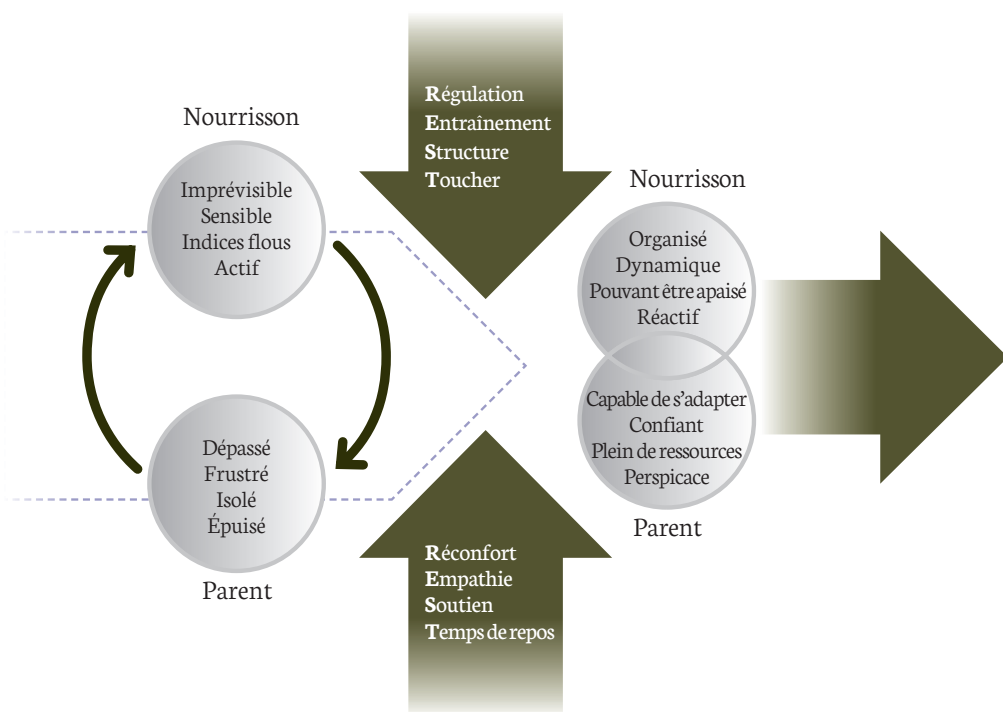 Nourrisson
Imprévisible
Sensible
Indices flous
Actif
Dépassé
Frustré
Isolé
Épuisé
Parent
Régulation
Entraînement
Structure
Toucher
Réconfort
Empathie
Soutien
Temps de repos
Nourrisson
Organisé
Dynamique
Pouvant être apaisé
Réactif
Capable de s’adapter
Confiant
Plein de ressources
Perspicace
Parent